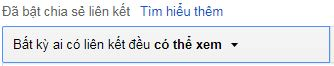 Đã bật chia sẻ liên kết Tìm hiểu thêm
Bất kỳ ai có liên kết đều có thể xem